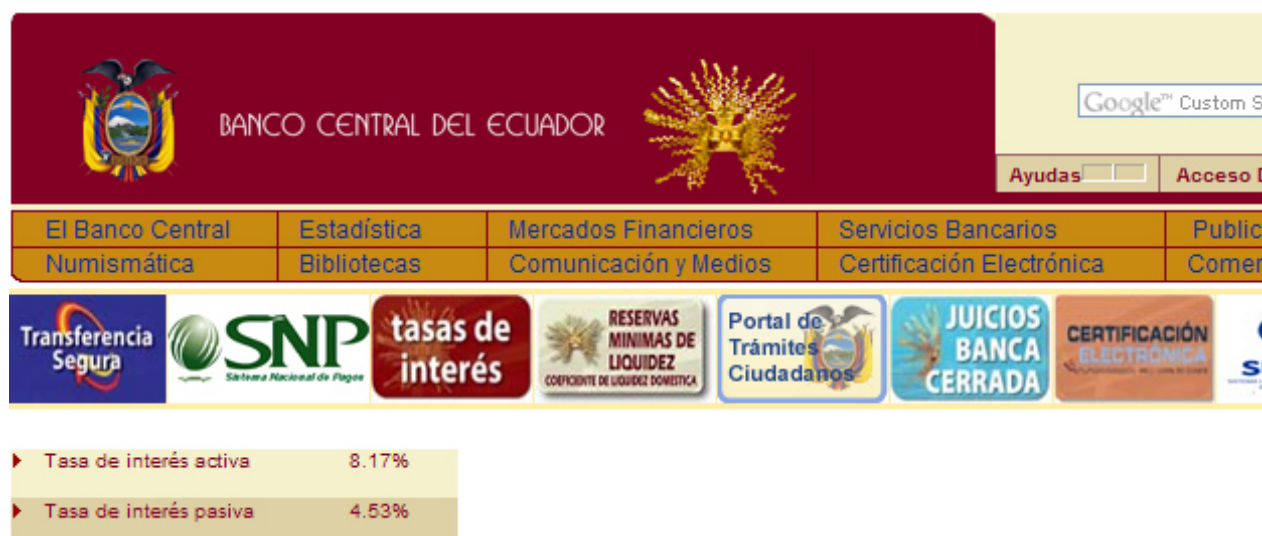 BANCO CENTRAL DEL ECUADOR
Google™ Custom S
Ayudas
Acceso D
El Banco Central Estadística Mercados Financieros Servicios Bancarios Public
Numismática Bibliotecas Comunicación y Medios Certificación Electrónica Comer
Transferencia
Segura
SNP
Sistema Nacional de Pagos
tasas de
interés
RESERVAS
MINIMAS DE
LIQUIDEZ
COEFICIENTE DE LIQUIDEZ DOMESTICA
Portal de
Trámites
Ciudadanos
JUICIOS
BANCA
CERRADA
CERTIFICACIÓN
ELECTRÓNICA
Tasa de interés activa 8.17%
Tasa de interés pasiva 4.53%